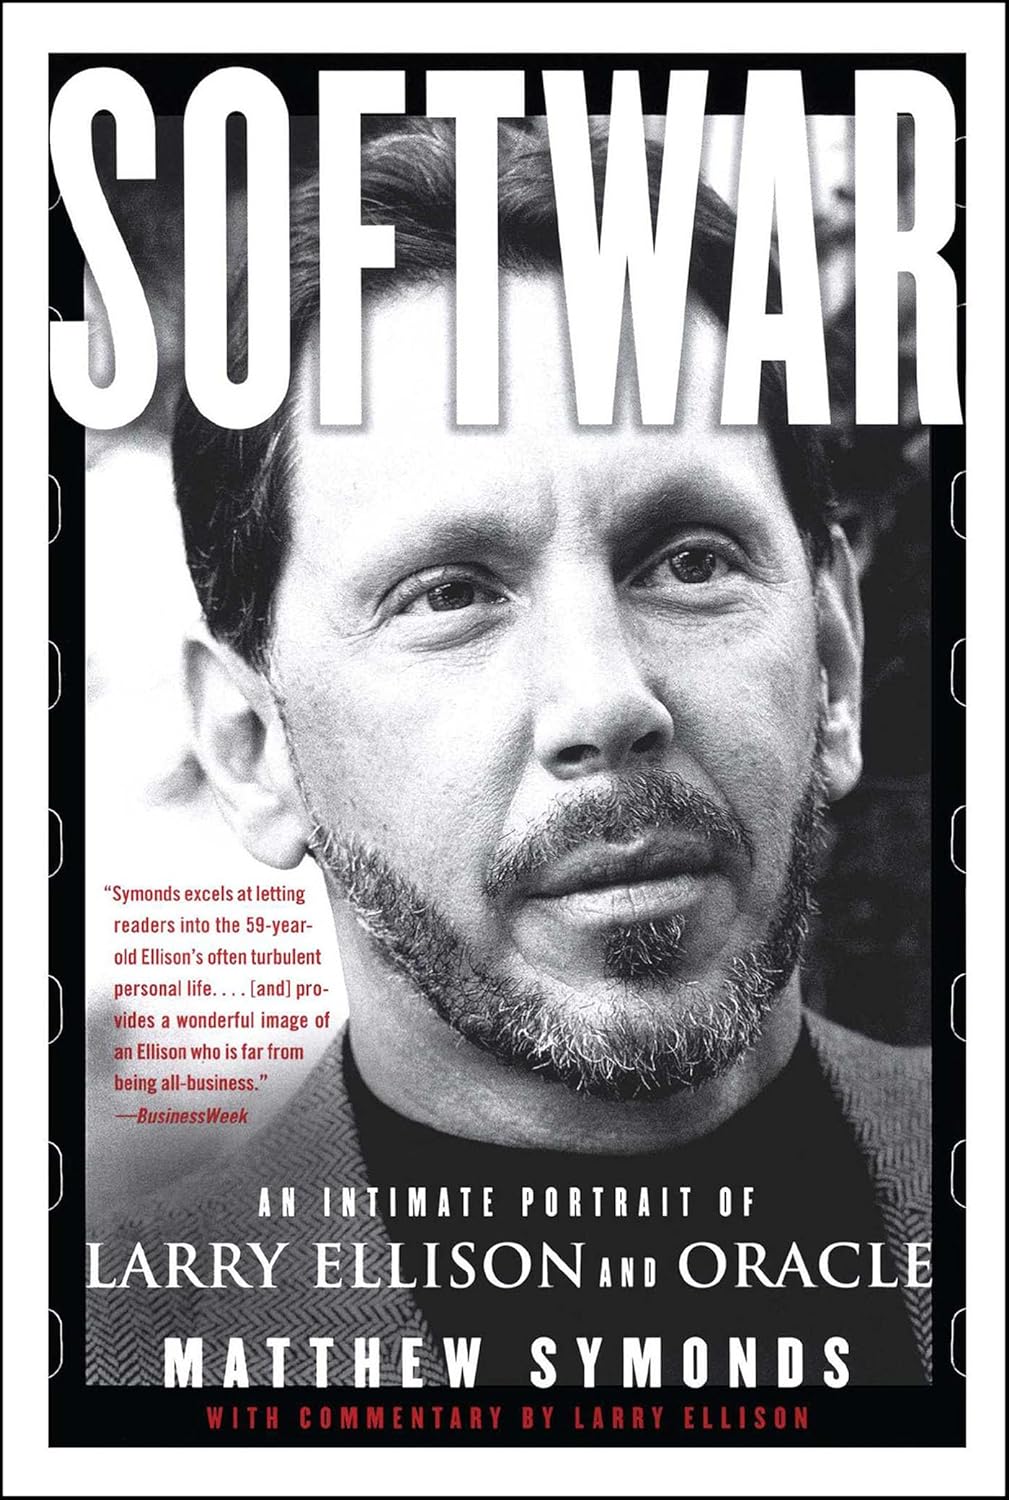 SOFTWAR
“Symonds excels at letting
readers into the 59-year-
old Ellison’s often turbulent
personal life. . . . [and] pro-
vides a wonderful image of
an Ellison who is far from
being all-business.”
—BusinessWeek
AN INTIMATE PORTRAIT OF
LARRY ELLISON AND ORACLE
MATTHEW SYMONDS
WITH COMMENTARY BY LARRY ELLISON